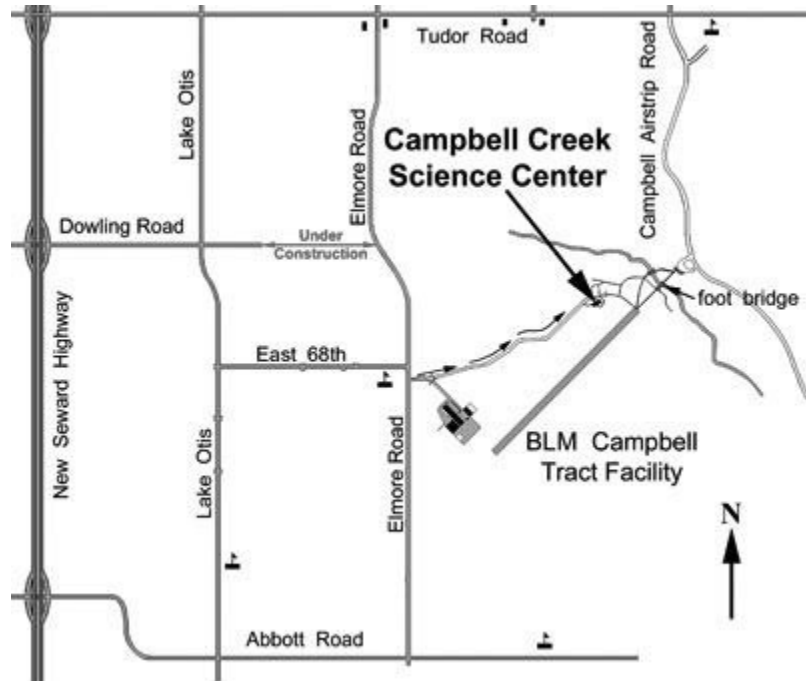 Tudor Road
Lake Otis
Elmore Road
Campbell Airstrip Road
Campbell Creek
Science Center
Dowling Road
Under
Construction
foot bridge
East 68th
New Seward Highway
Lake Otis
Elmore Road
BLM Campbell
Tract Facility
N
Abbott Road